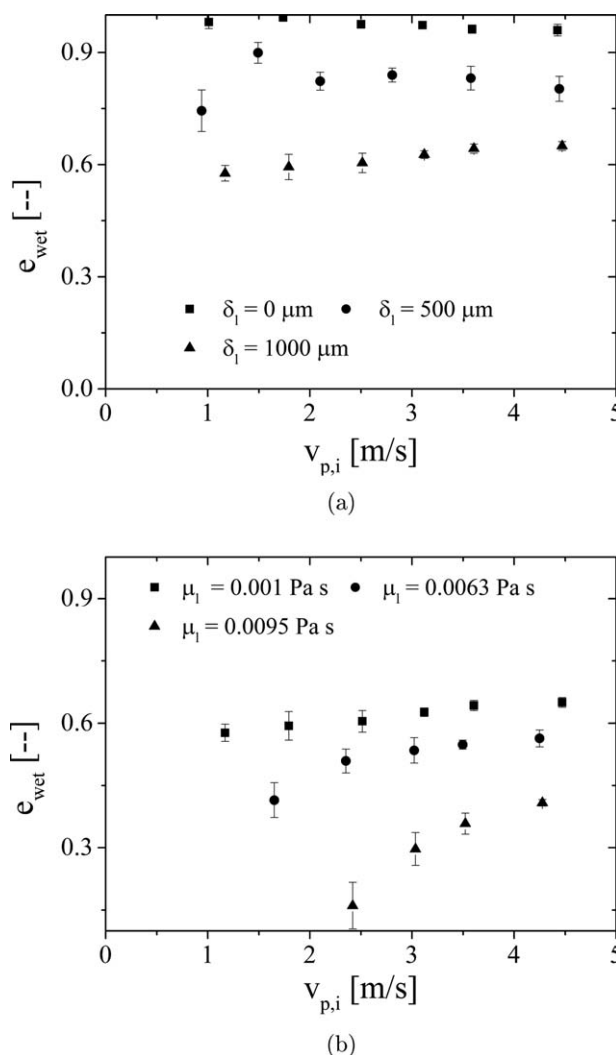 0.9
0.6
0.3
0.0
e_wet [--]
δ_l = 0 μm δ_l = 500 μm
δ_l = 1000 μm
0 1 2 3 4 5
v_p,i [m/s]
(a)
μ_l = 0.001 Pa s μ_l = 0.0063 Pa s
μ_l = 0.0095 Pa s
0.9
0.6
0.3
e_wet [--]
0 1 2 3 4 5
v_p,i [m/s]
(b)